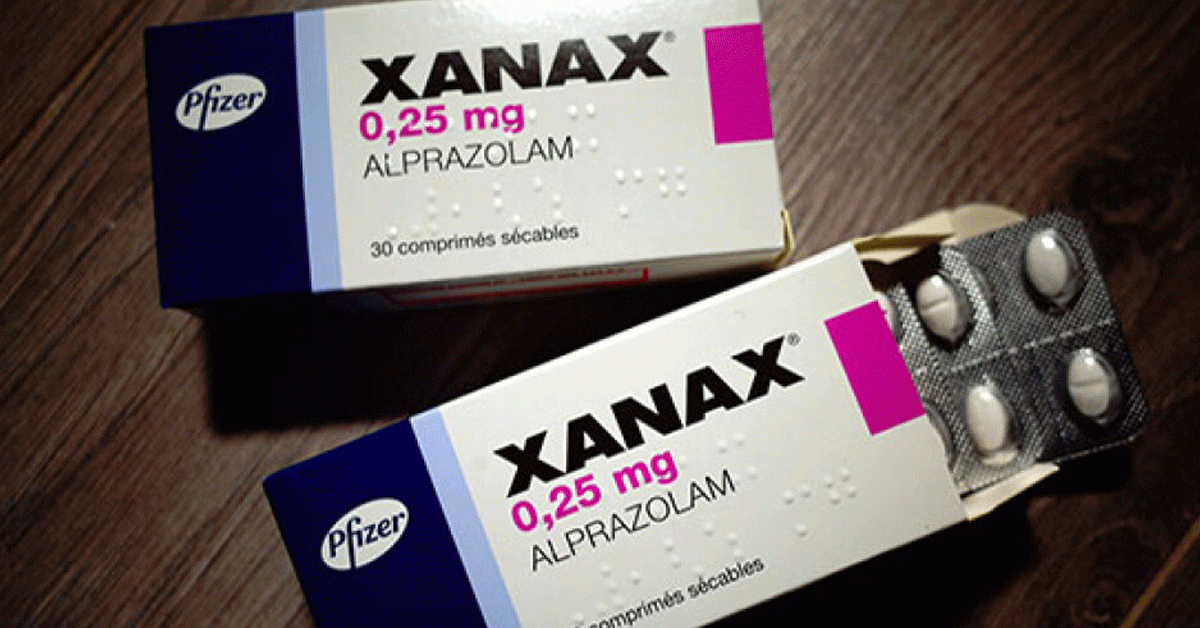 Pfizer
XANAX®
0,25 mg
ALPRAZOLAM
30 comprimés sécables
Pfizer
XANAX®
0,25 mg
ALPRAZOLAM
comprimés sécables